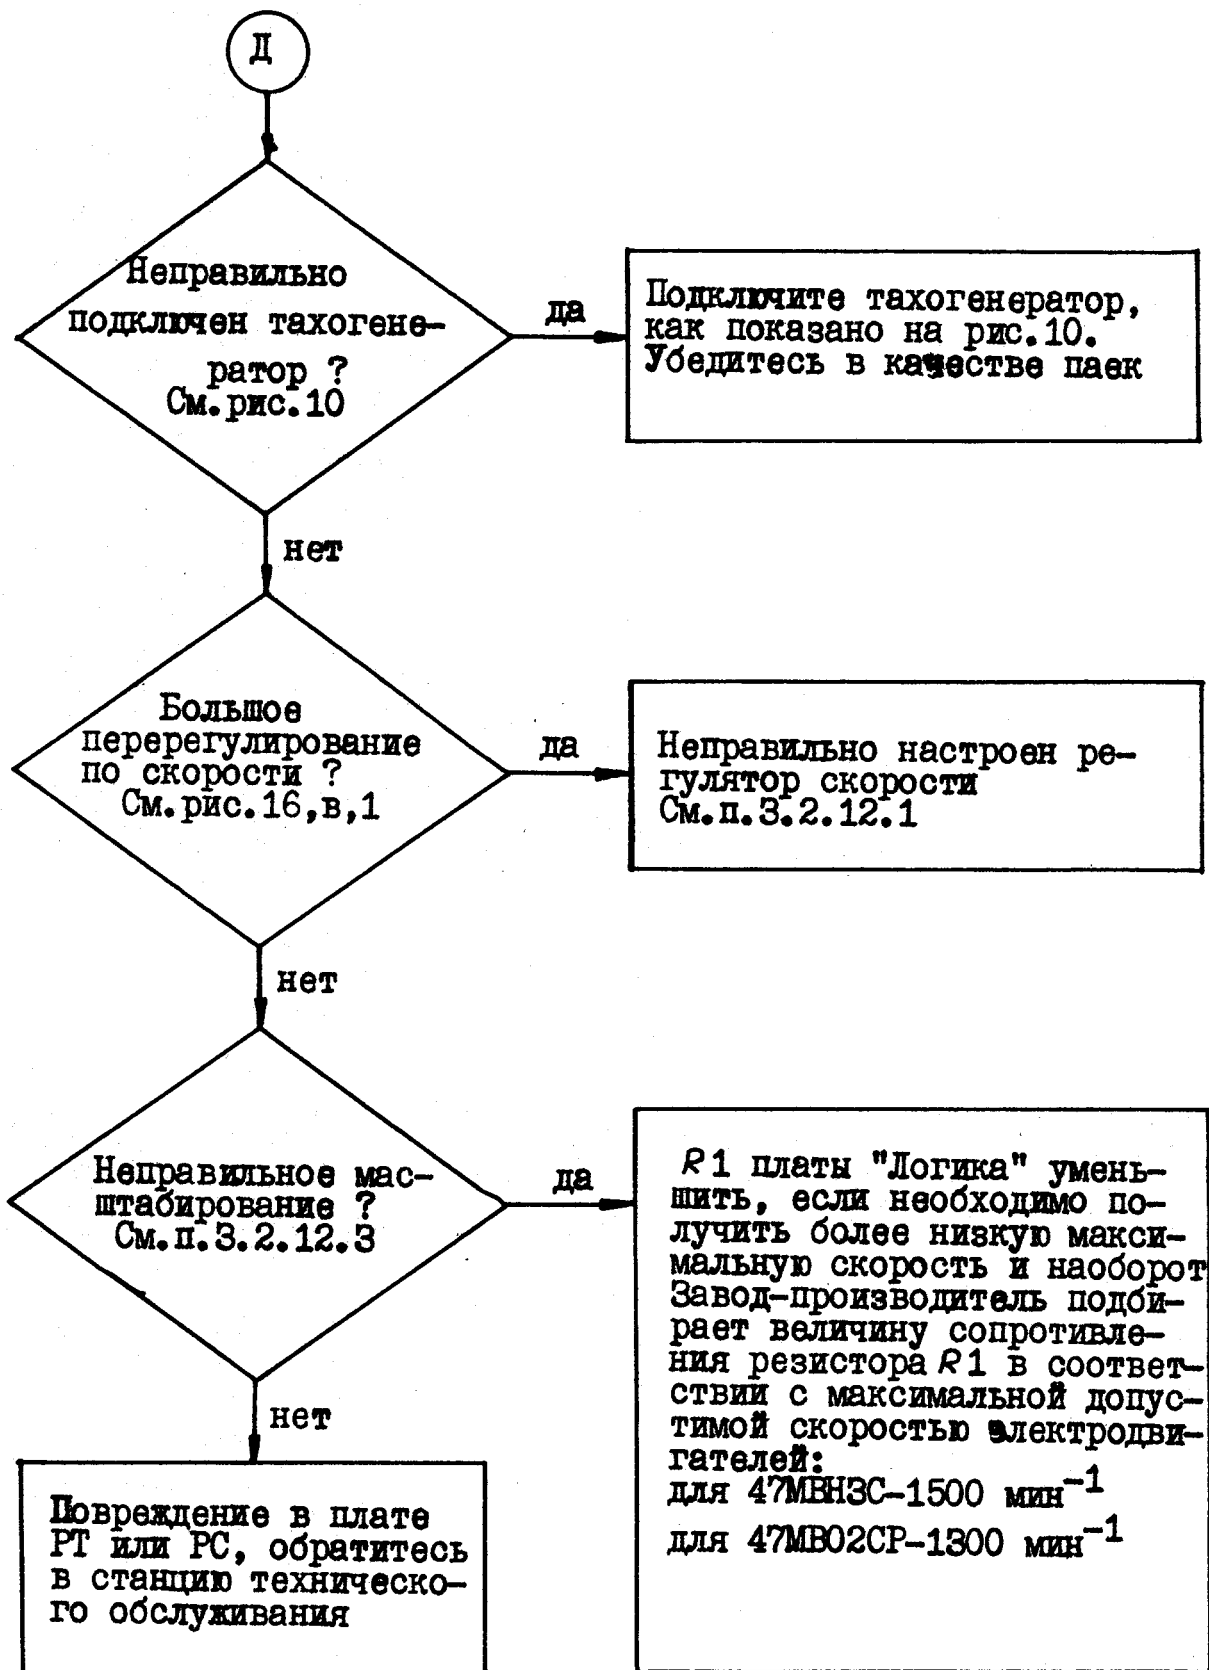 Д
Неправильно
подключен тахогене-
ратор ?
См.рис.10
да
Подключите тахогенератор,
как показано на рис.10.
Убедитесь в качестве паек
нет
Большое
перерегулирование
по скорости ?
См.рис.16,в,1
да
Неправильно настроен ре-
гулятор скорости
См.п.3.2.12.1
нет
Неправильное мас-
штабирование ?
См.п.3.2.12.3
да
R1 платы "Логика" умень-
шить, если необходимо по-
лучить более низкую макси-
мальную скорость и наоборот
Завод-производитель подби-
рает величину сопротивле-
ния резистора R1 в соответ-
ствии с максимальной допус-
тимой скоростью электродви-
гателей:
для 47МВН3С-1500 мин⁻¹
для 47МВО2СР-1300 мин⁻¹
нет
Повреждение в плате
РТ или РС, обратитесь
в станцию техническо-
го обслуживания